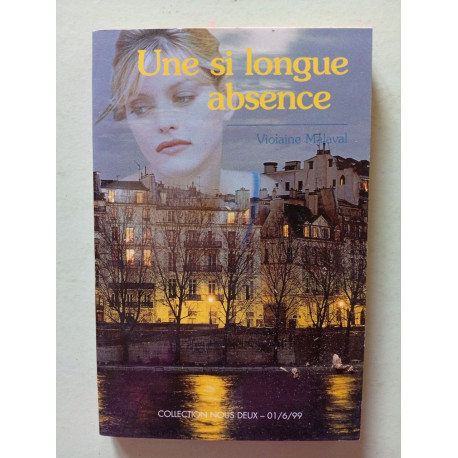 Une si longue
absence
Violaine Malaval
COLLECTION NOUS DEUX – 01/6/99